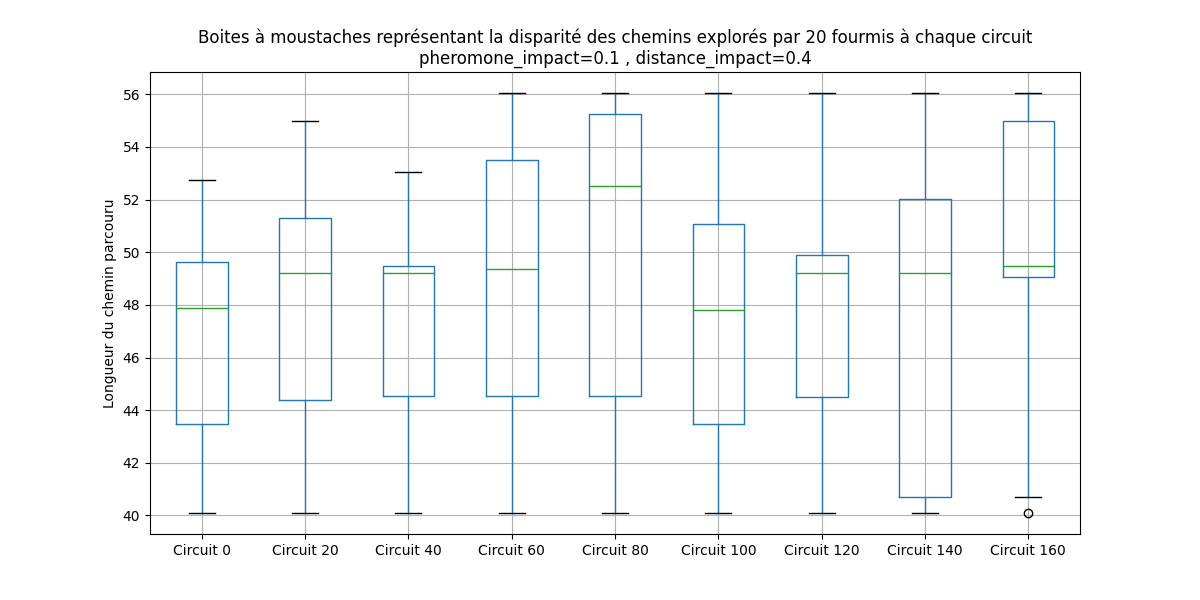 Boites à moustaches représentant la disparité des chemins explorés par 20 fourmis à chaque circuit
pheromone_impact=0.1 , distance_impact=0.4
Longueur du chemin parcouru
56
54
52
50
48
46
44
42
40
Circuit 0
Circuit 20
Circuit 40
Circuit 60
Circuit 80
Circuit 100
Circuit 120
Circuit 140
Circuit 160